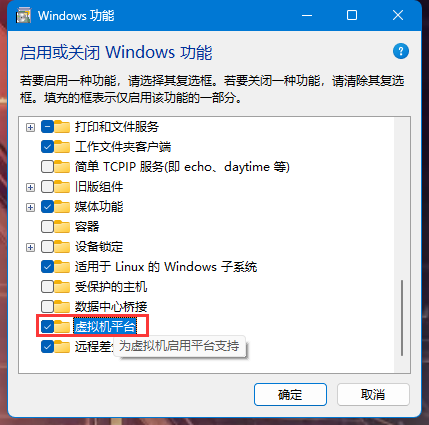 Windows 功能
启用或关闭 Windows 功能
若要启用一种功能，请选择其复选框。若要关闭一种功能，请清除其复选
框。填充的框表示仅启用该功能的一部分。
打印和文件服务
工作文件夹客户端
简单 TCPIP 服务(即 echo、daytime 等)
旧版组件
媒体功能
容器
设备锁定
适用于 Linux 的 Windows 子系统
受保护的主机
数据中心桥接
虚拟机平台
远程差
为虚拟机启用平台支持
确定
取消